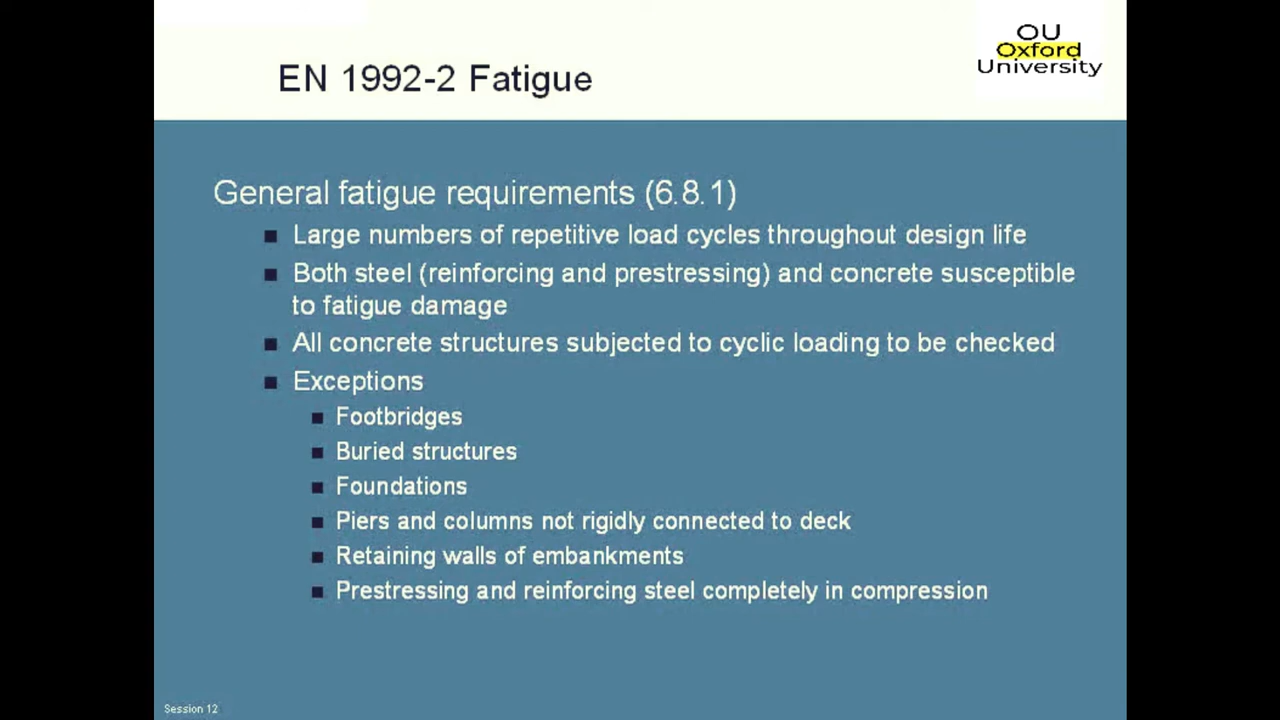 EN 1992-2 Fatigue
OU
Oxford
University
General fatigue requirements (6.8.1)
Large numbers of repetitive load cycles throughout design life
Both steel (reinforcing and prestressing) and concrete susceptible
to fatigue damage
All concrete structures subjected to cyclic loading to be checked
Exceptions
Footbridges
Buried structures
Foundations
Piers and columns not rigidly connected to deck
Retaining walls of embankments
Prestressing and reinforcing steel completely in compression
Session 12